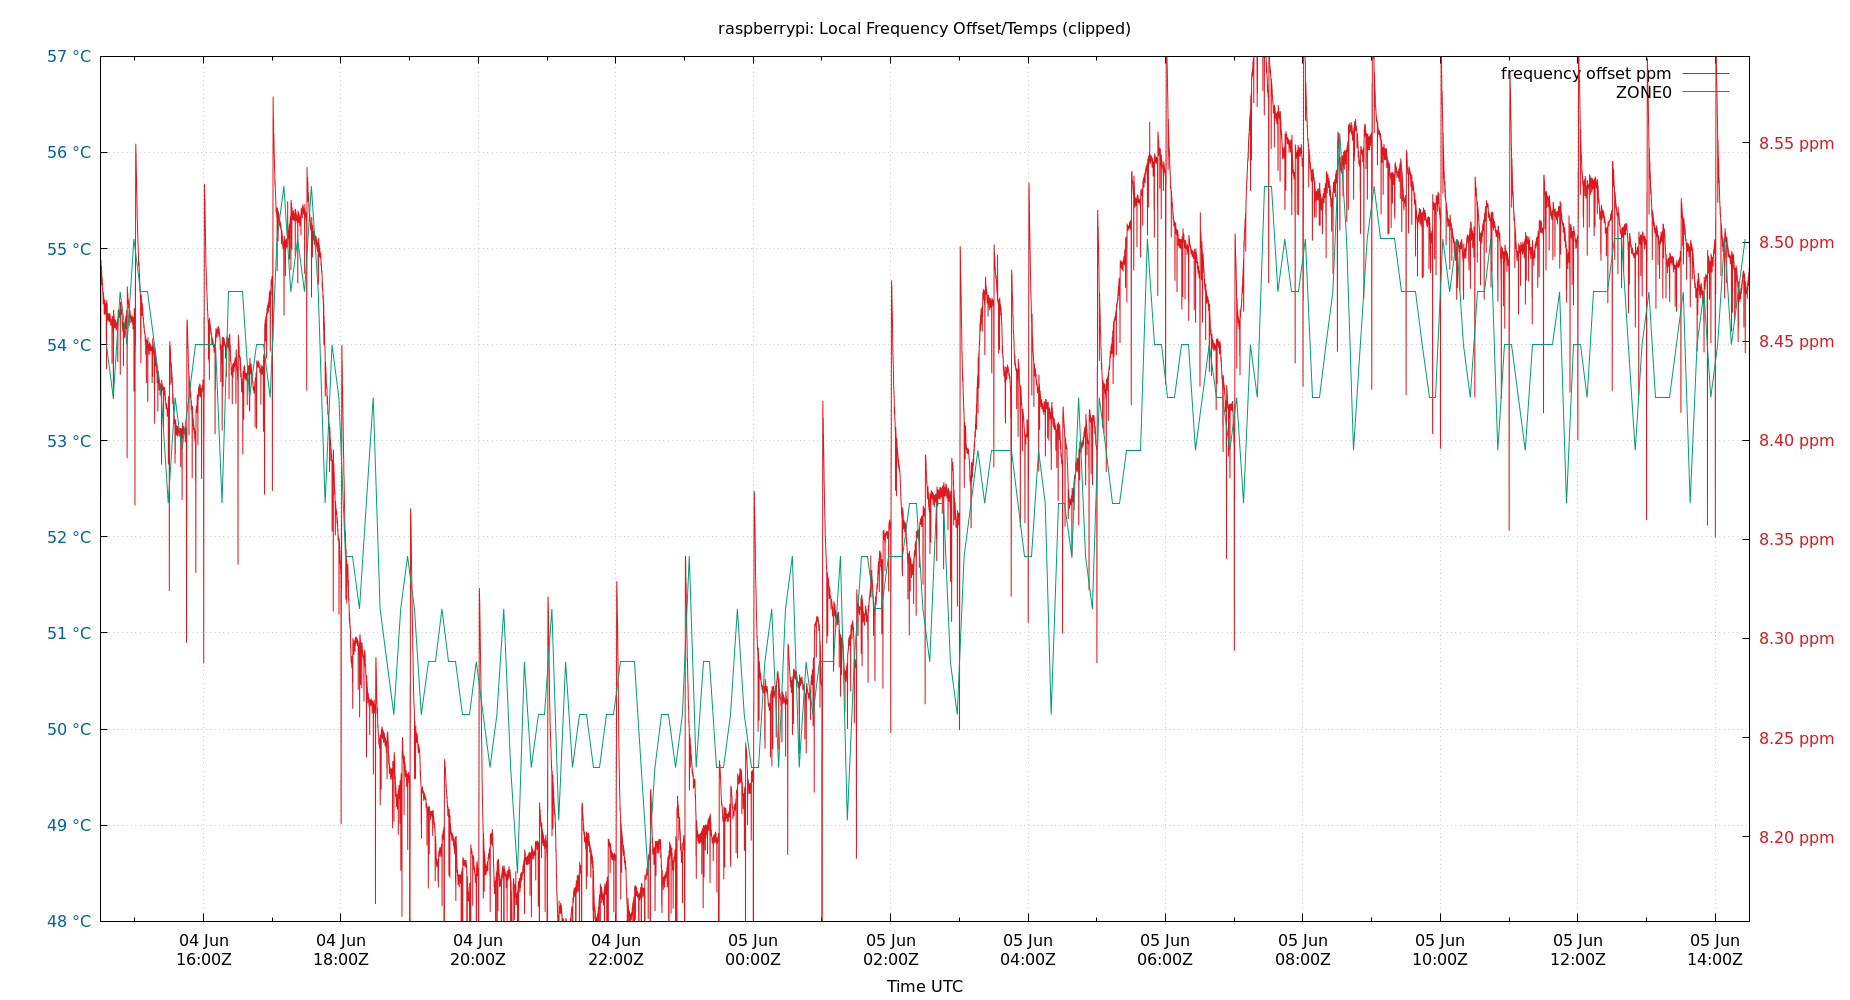 raspberrypi: Local Frequency Offset/Temps (clipped)
57 °C
56 °C
55 °C
54 °C
53 °C
52 °C
51 °C
50 °C
49 °C
48 °C
frequency offset ppm
ZONE0
8.55 ppm
8.50 ppm
8.45 ppm
8.40 ppm
8.35 ppm
8.30 ppm
8.25 ppm
8.20 ppm
04 Jun 04 Jun 04 Jun 04 Jun 05 Jun 05 Jun 05 Jun 05 Jun 05 Jun 05 Jun 05 Jun 05 Jun
16:00Z 18:00Z 20:00Z 22:00Z 00:00Z 02:00Z 04:00Z 06:00Z 08:00Z 10:00Z 12:00Z 14:00Z
Time UTC